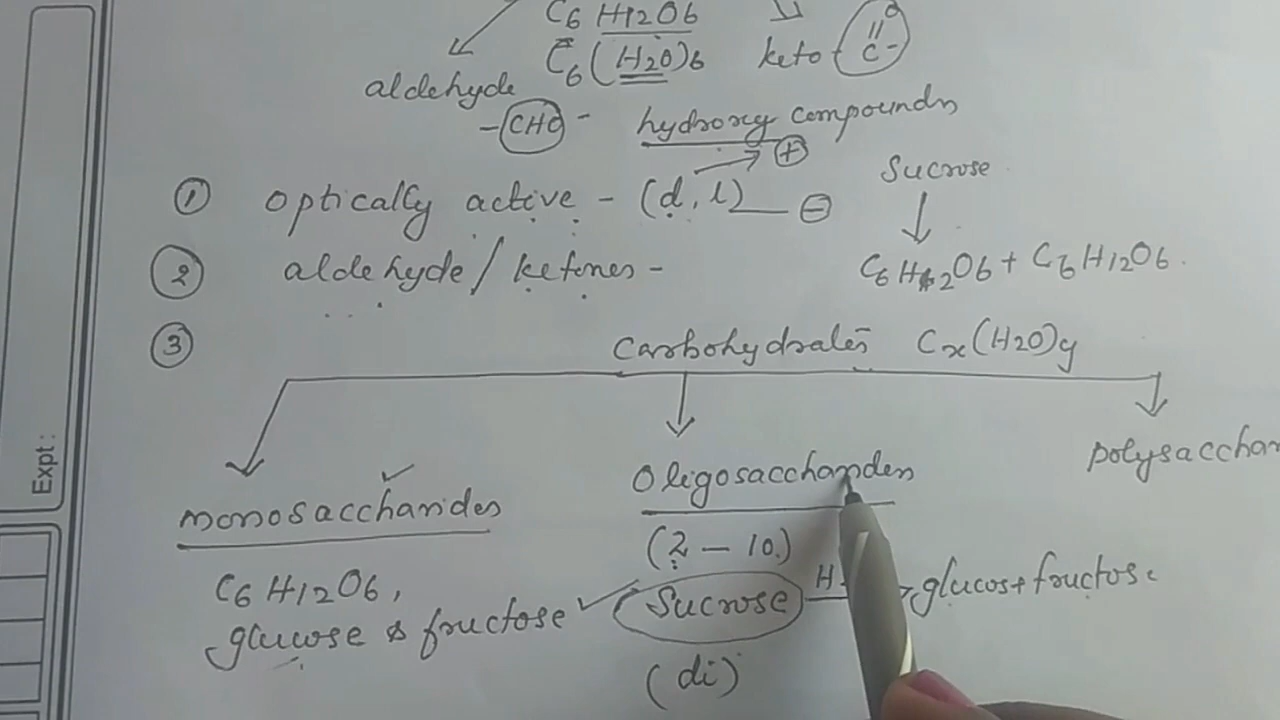 C6 H12O6
C6 (H2O)6 keto - C=O
aldehyde
- CHO - hydroxy compounds
+
Sucrose
① optically active - (d, l) ⊖
② aldehyde / ketones -
C6H12O6 + C6H12O6
③ Carbohydrates Cx(H2O)y
Expt:
monosaccharides
Oligosaccharides
polysacchar
(2 - 10)
C6H12O6,
glucose & fructose
Sucrose H glucos + fructose
(di)